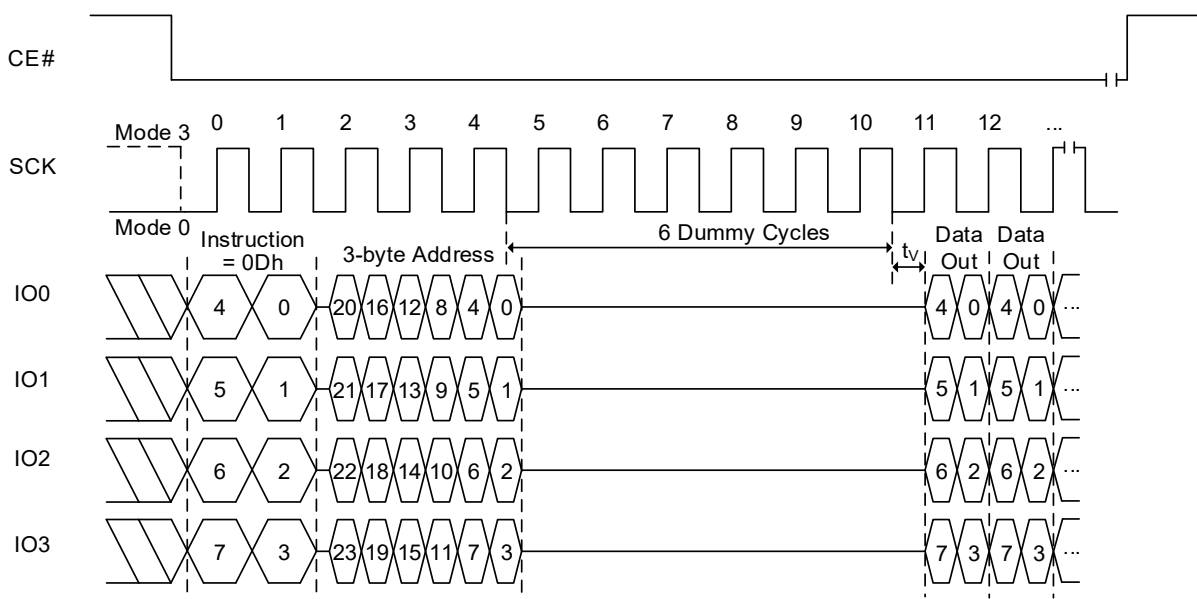 CE#
0 1 2 3 4 5 6 7 8 9 10 11 12 ...
Mode 3
SCK
Mode 0
Instruction
= 0Dh
3-byte Address
6 Dummy Cycles
tV
Data
Out
Data
Out
IO0 4 0 20 16 12 8 4 0 4 0 4 0 ...
IO1 5 1 21 17 13 9 5 1 5 1 5 1 ...
IO2 6 2 22 18 14 10 6 2 6 2 6 2 ...
IO3 7 3 23 19 15 11 7 3 7 3 7 3 ...